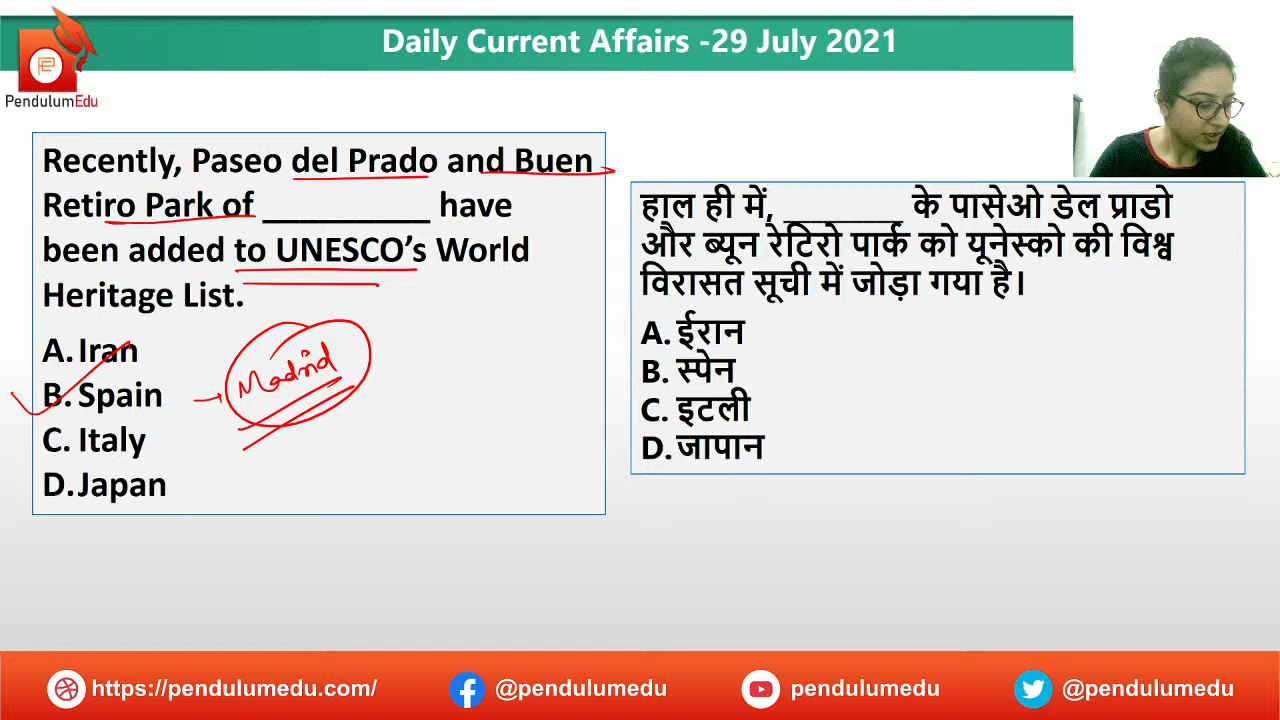 Daily Current Affairs -29 July 2021
PendulumEdu
Recently, Paseo del Prado and Buen
Retiro Park of __________ have
been added to UNESCO's World
Heritage List.
A. Iran
B. Spain
C. Italy
D. Japan
Madrid
हाल ही में, ________ के पासेओ डेल प्राडो
और ब्यून रेटिरो पार्क को यूनेस्को की विश्व
विरासत सूची में जोड़ा गया है।
A. ईरान
B. स्पेन
C. इटली
D. जापान
https://pendulumedu.com/
@pendulumedu
pendulumedu
@pendulumedu